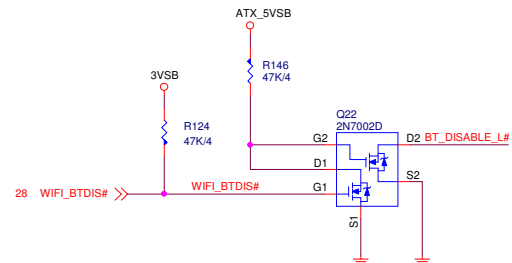 ATX_5VSB
R146
47K/4
3VSB
R124
47K/4
Q22
2N7002D
G2
D2 BT_DISABLE_L#
D1
S2
28 WIFI_BTDIS#
WIFI_BTDIS#
G1
S1